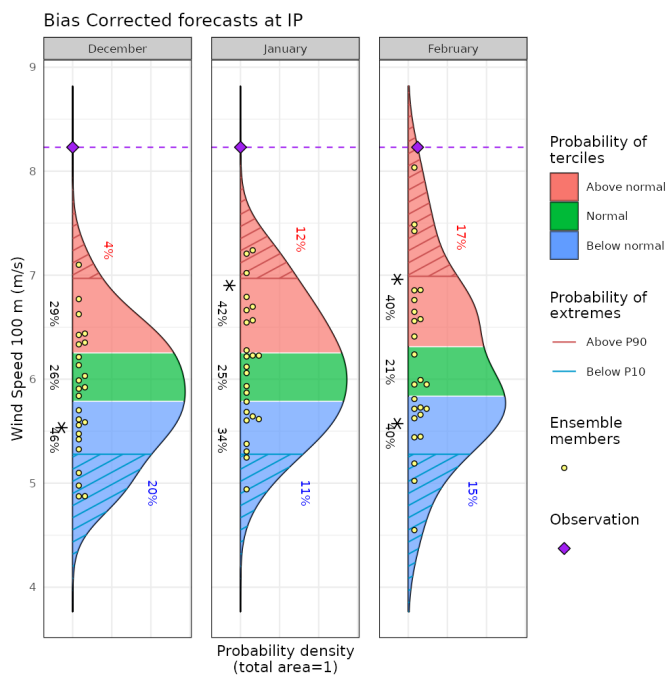 Bias Corrected forecasts at IP
December
January
February
Wind Speed 100 m (m/s)
9
8
7
6
5
4
4%
29%
26%
*
46%
20%
12%
*
42%
25%
34%
11%
17%
*
40%
21%
*
40%
15%
Probability density
(total area=1)
Probability of
terciles
Above normal
Normal
Below normal
Probability of
extremes
Above P90
Below P10
Ensemble
members
Observation